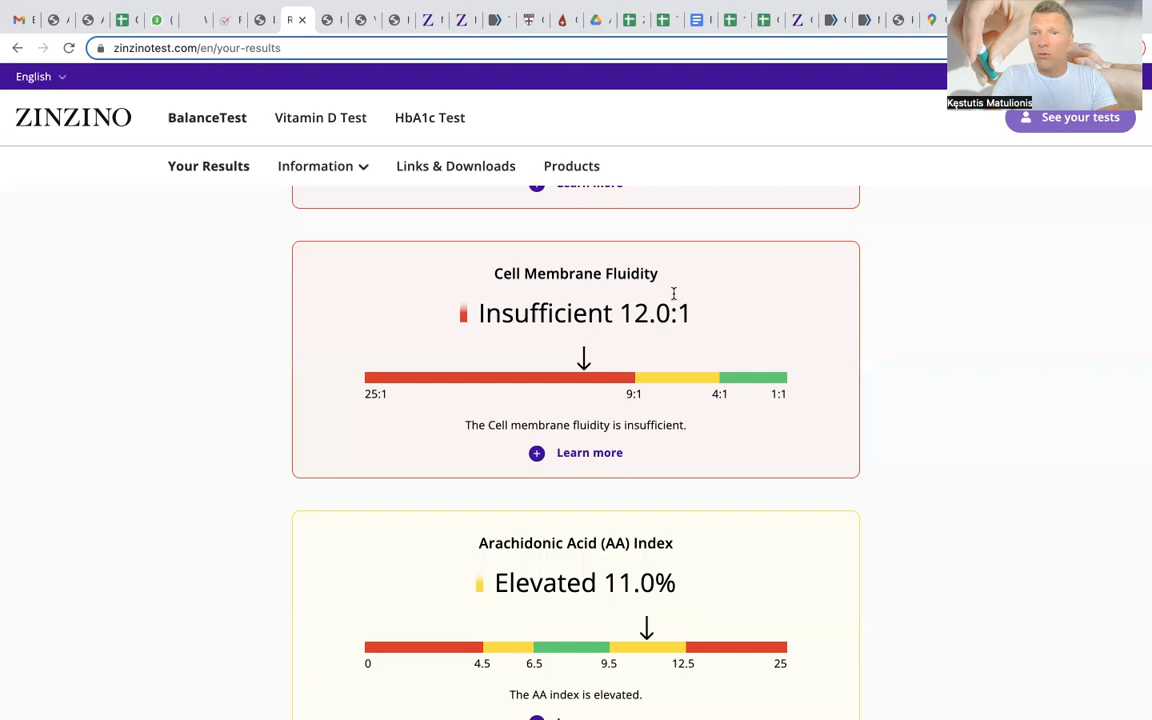 zinzinotest.com/en/your-results
Kęstutis Matulionis
English
ZINZINO
BalanceTest
Vitamin D Test
HbA1c Test
See your tests
Your Results
Information
Links & Downloads
Products
Learn more
Cell Membrane Fluidity
Insufficient 12.0:1
25:1
9:1
4:1
1:1
The Cell membrane fluidity is insufficient.
Learn more
Arachidonic Acid (AA) Index
Elevated 11.0%
0
4.5
6.5
9.5
12.5
25
The AA index is elevated.